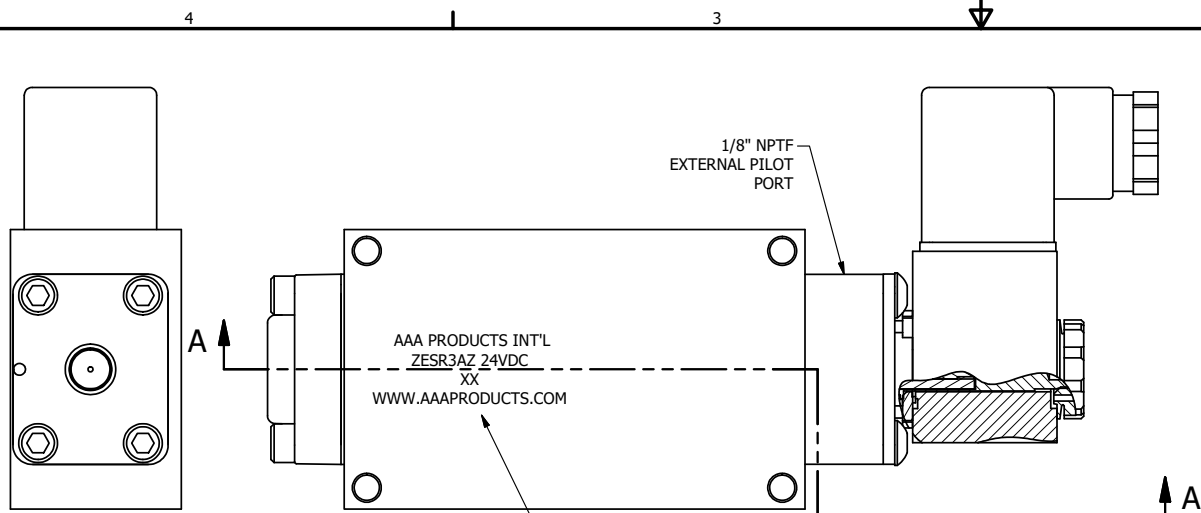 4
3
1/8" NPTF
EXTERNAL PILOT
PORT
A
AAA PRODUCTS INT'L
ZESR3AZ 24VDC
XX
WWW.AAAPRODUCTS.COM
A